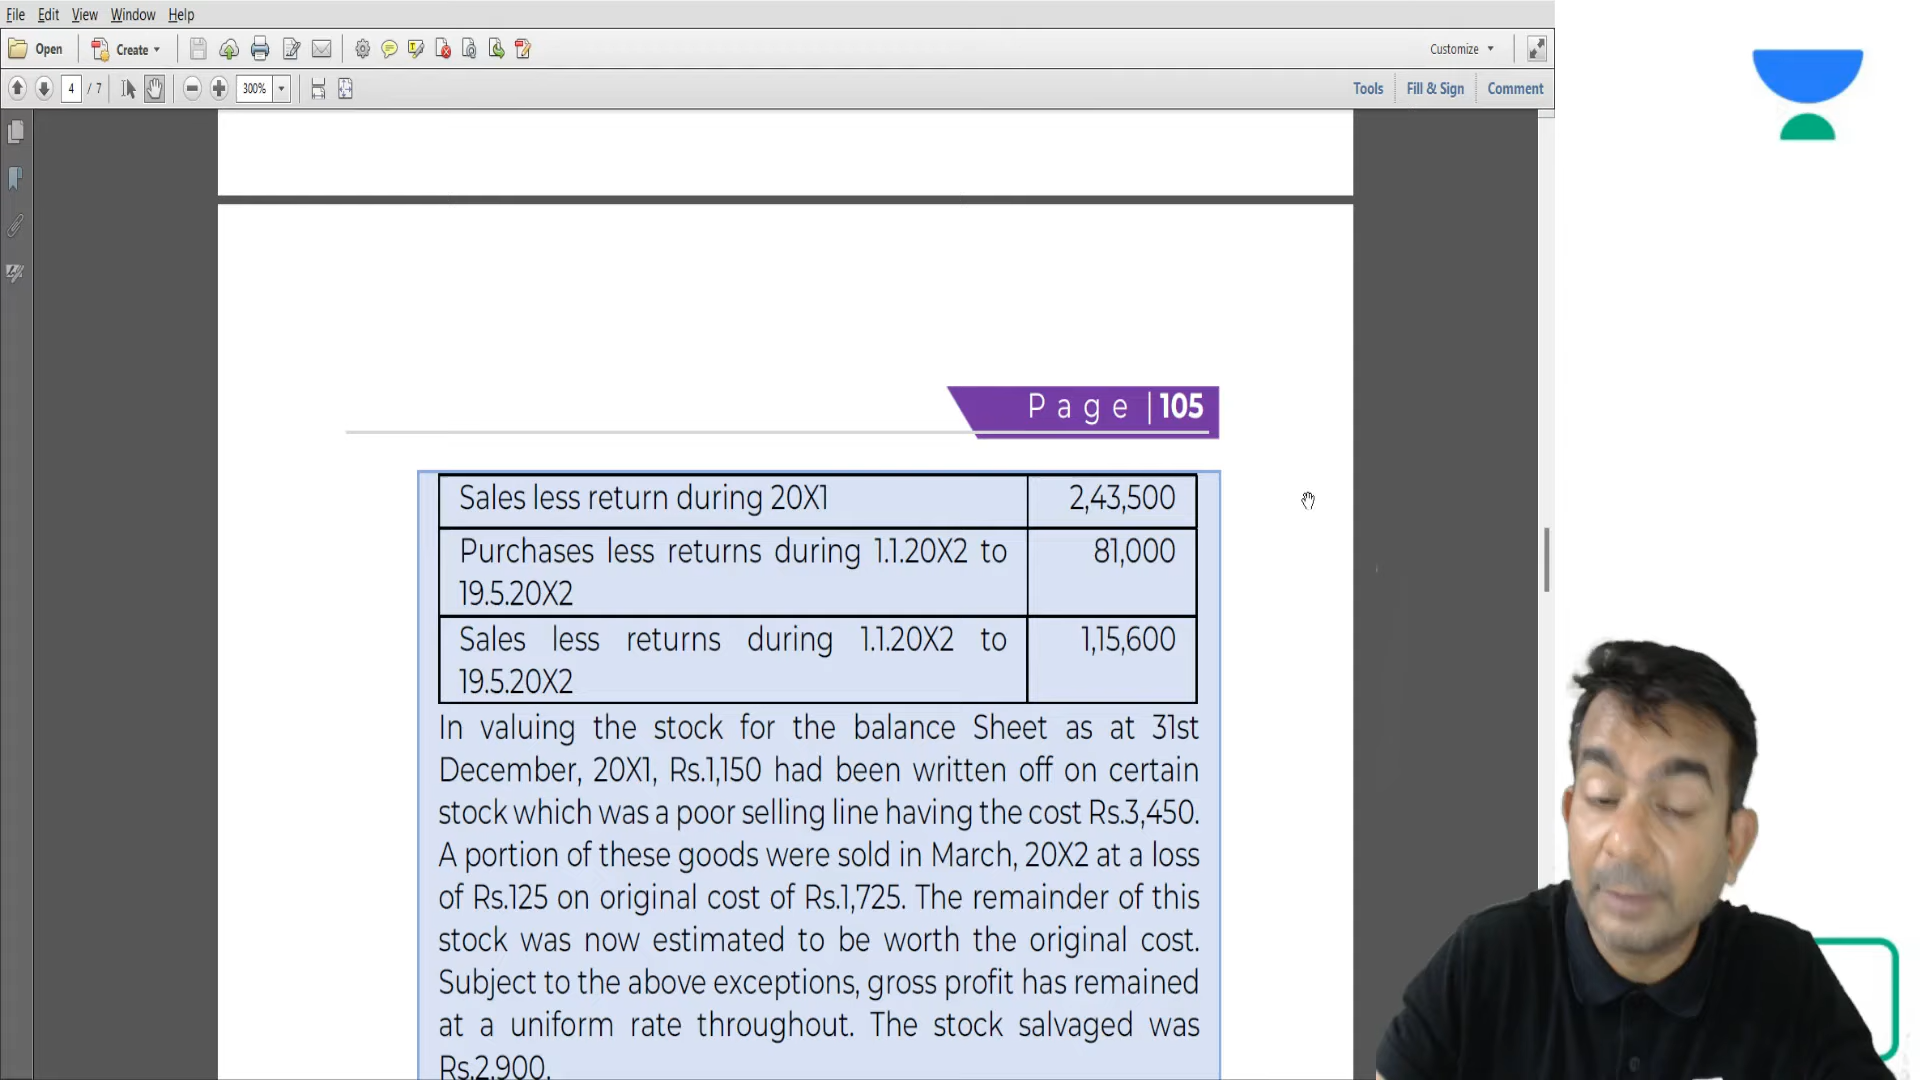 File Edit View Window Help
Open Create Customize
4 / 7 300% Tools Fill & Sign Comment
Page | 105
Sales less return during 20X1 2,43,500
Purchases less returns during 1.1.20X2 to 81,000
19.5.20X2
Sales less returns during 1.1.20X2 to 1,15,600
19.5.20X2
In valuing the stock for the balance Sheet as at 31st
December, 20X1, Rs.1,150 had been written off on certain
stock which was a poor selling line having the cost Rs.3,450.
A portion of these goods were sold in March, 20X2 at a loss
of Rs.125 on original cost of Rs.1,725. The remainder of this
stock was now estimated to be worth the original cost.
Subject to the above exceptions, gross profit has remained
at a uniform rate throughout. The stock salvaged was
Rs.2,900.